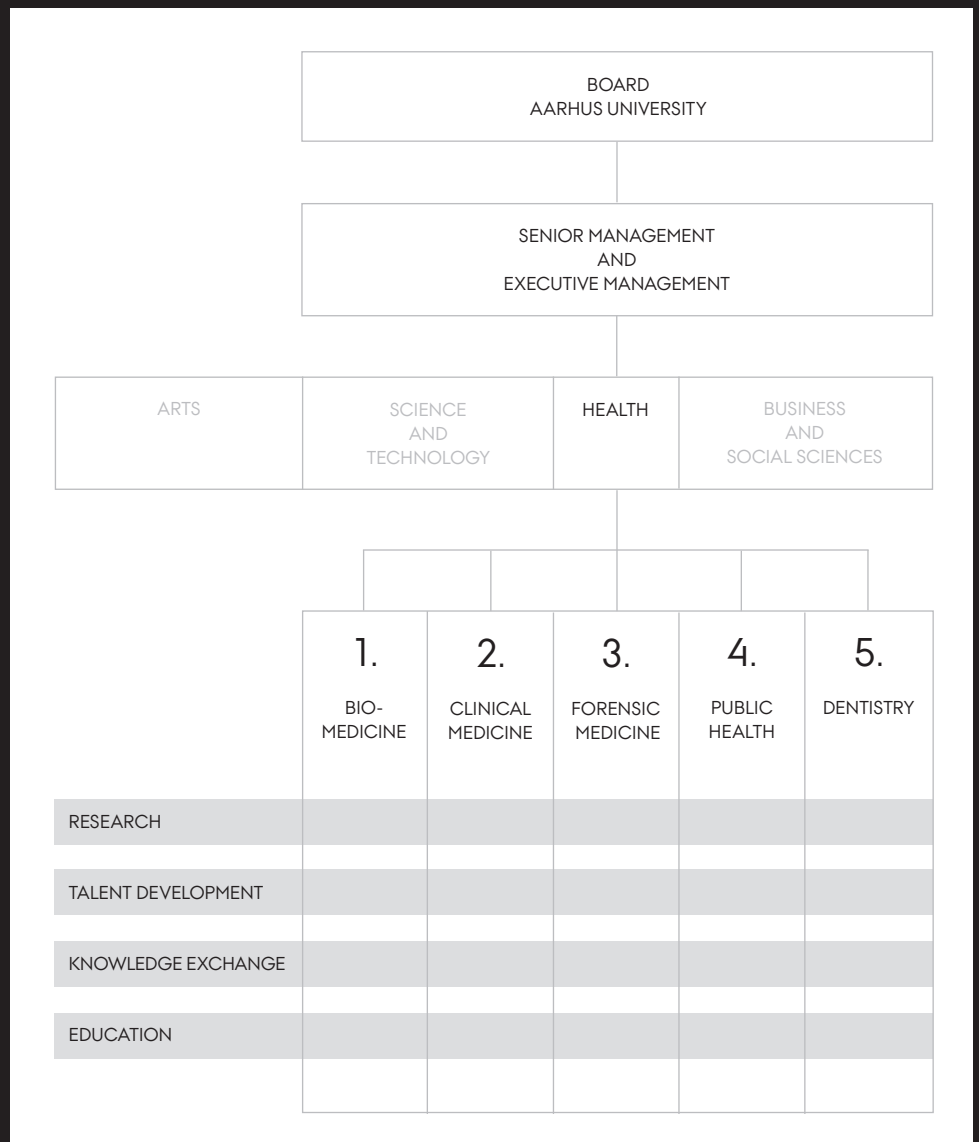 BOARD
AARHUS UNIVERSITY
SENIOR MANAGEMENT
AND
EXECUTIVE MANAGEMENT
ARTS
SCIENCE
AND
TECHNOLOGY
HEALTH
BUSINESS
AND
SOCIAL SCIENCES
1.
BIO-
MEDICINE
2.
CLINICAL
MEDICINE
3.
FORENSIC
MEDICINE
4.
PUBLIC
HEALTH
5.
DENTISTRY
RESEARCH
TALENT DEVELOPMENT
KNOWLEDGE EXCHANGE
EDUCATION